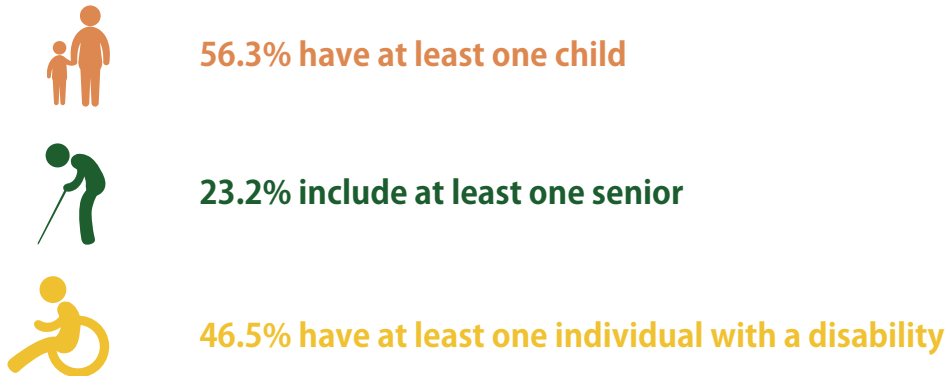 56.3% have at least one child
23.2% include at least one senior
46.5% have at least one individual with a disability